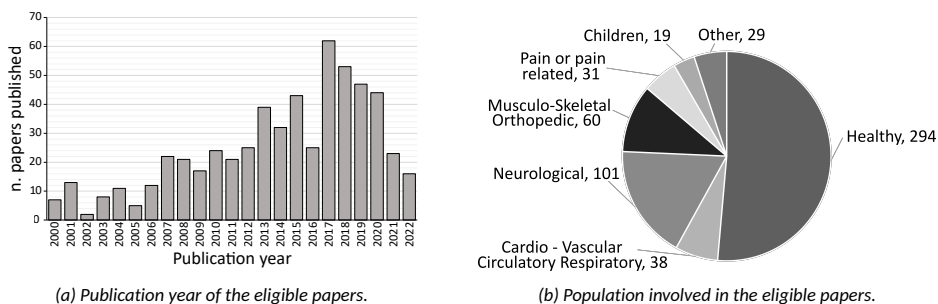 n. papers published
70
60
50
40
30
20
10
0
2000 2001 2002 2003 2004 2005 2006 2007 2008 2009 2010 2011 2012 2013 2014 2015 2016 2017 2018 2019 2020 2021 2022
Publication year
(a) Publication year of the eligible papers.
Children, 19
Other, 29
Pain or pain
related, 31
Musculo-Skeletal
Orthopedic, 60
Healthy, 294
Neurological, 101
Cardio - Vascular
Circulatory Respiratory, 38
(b) Population involved in the eligible papers.